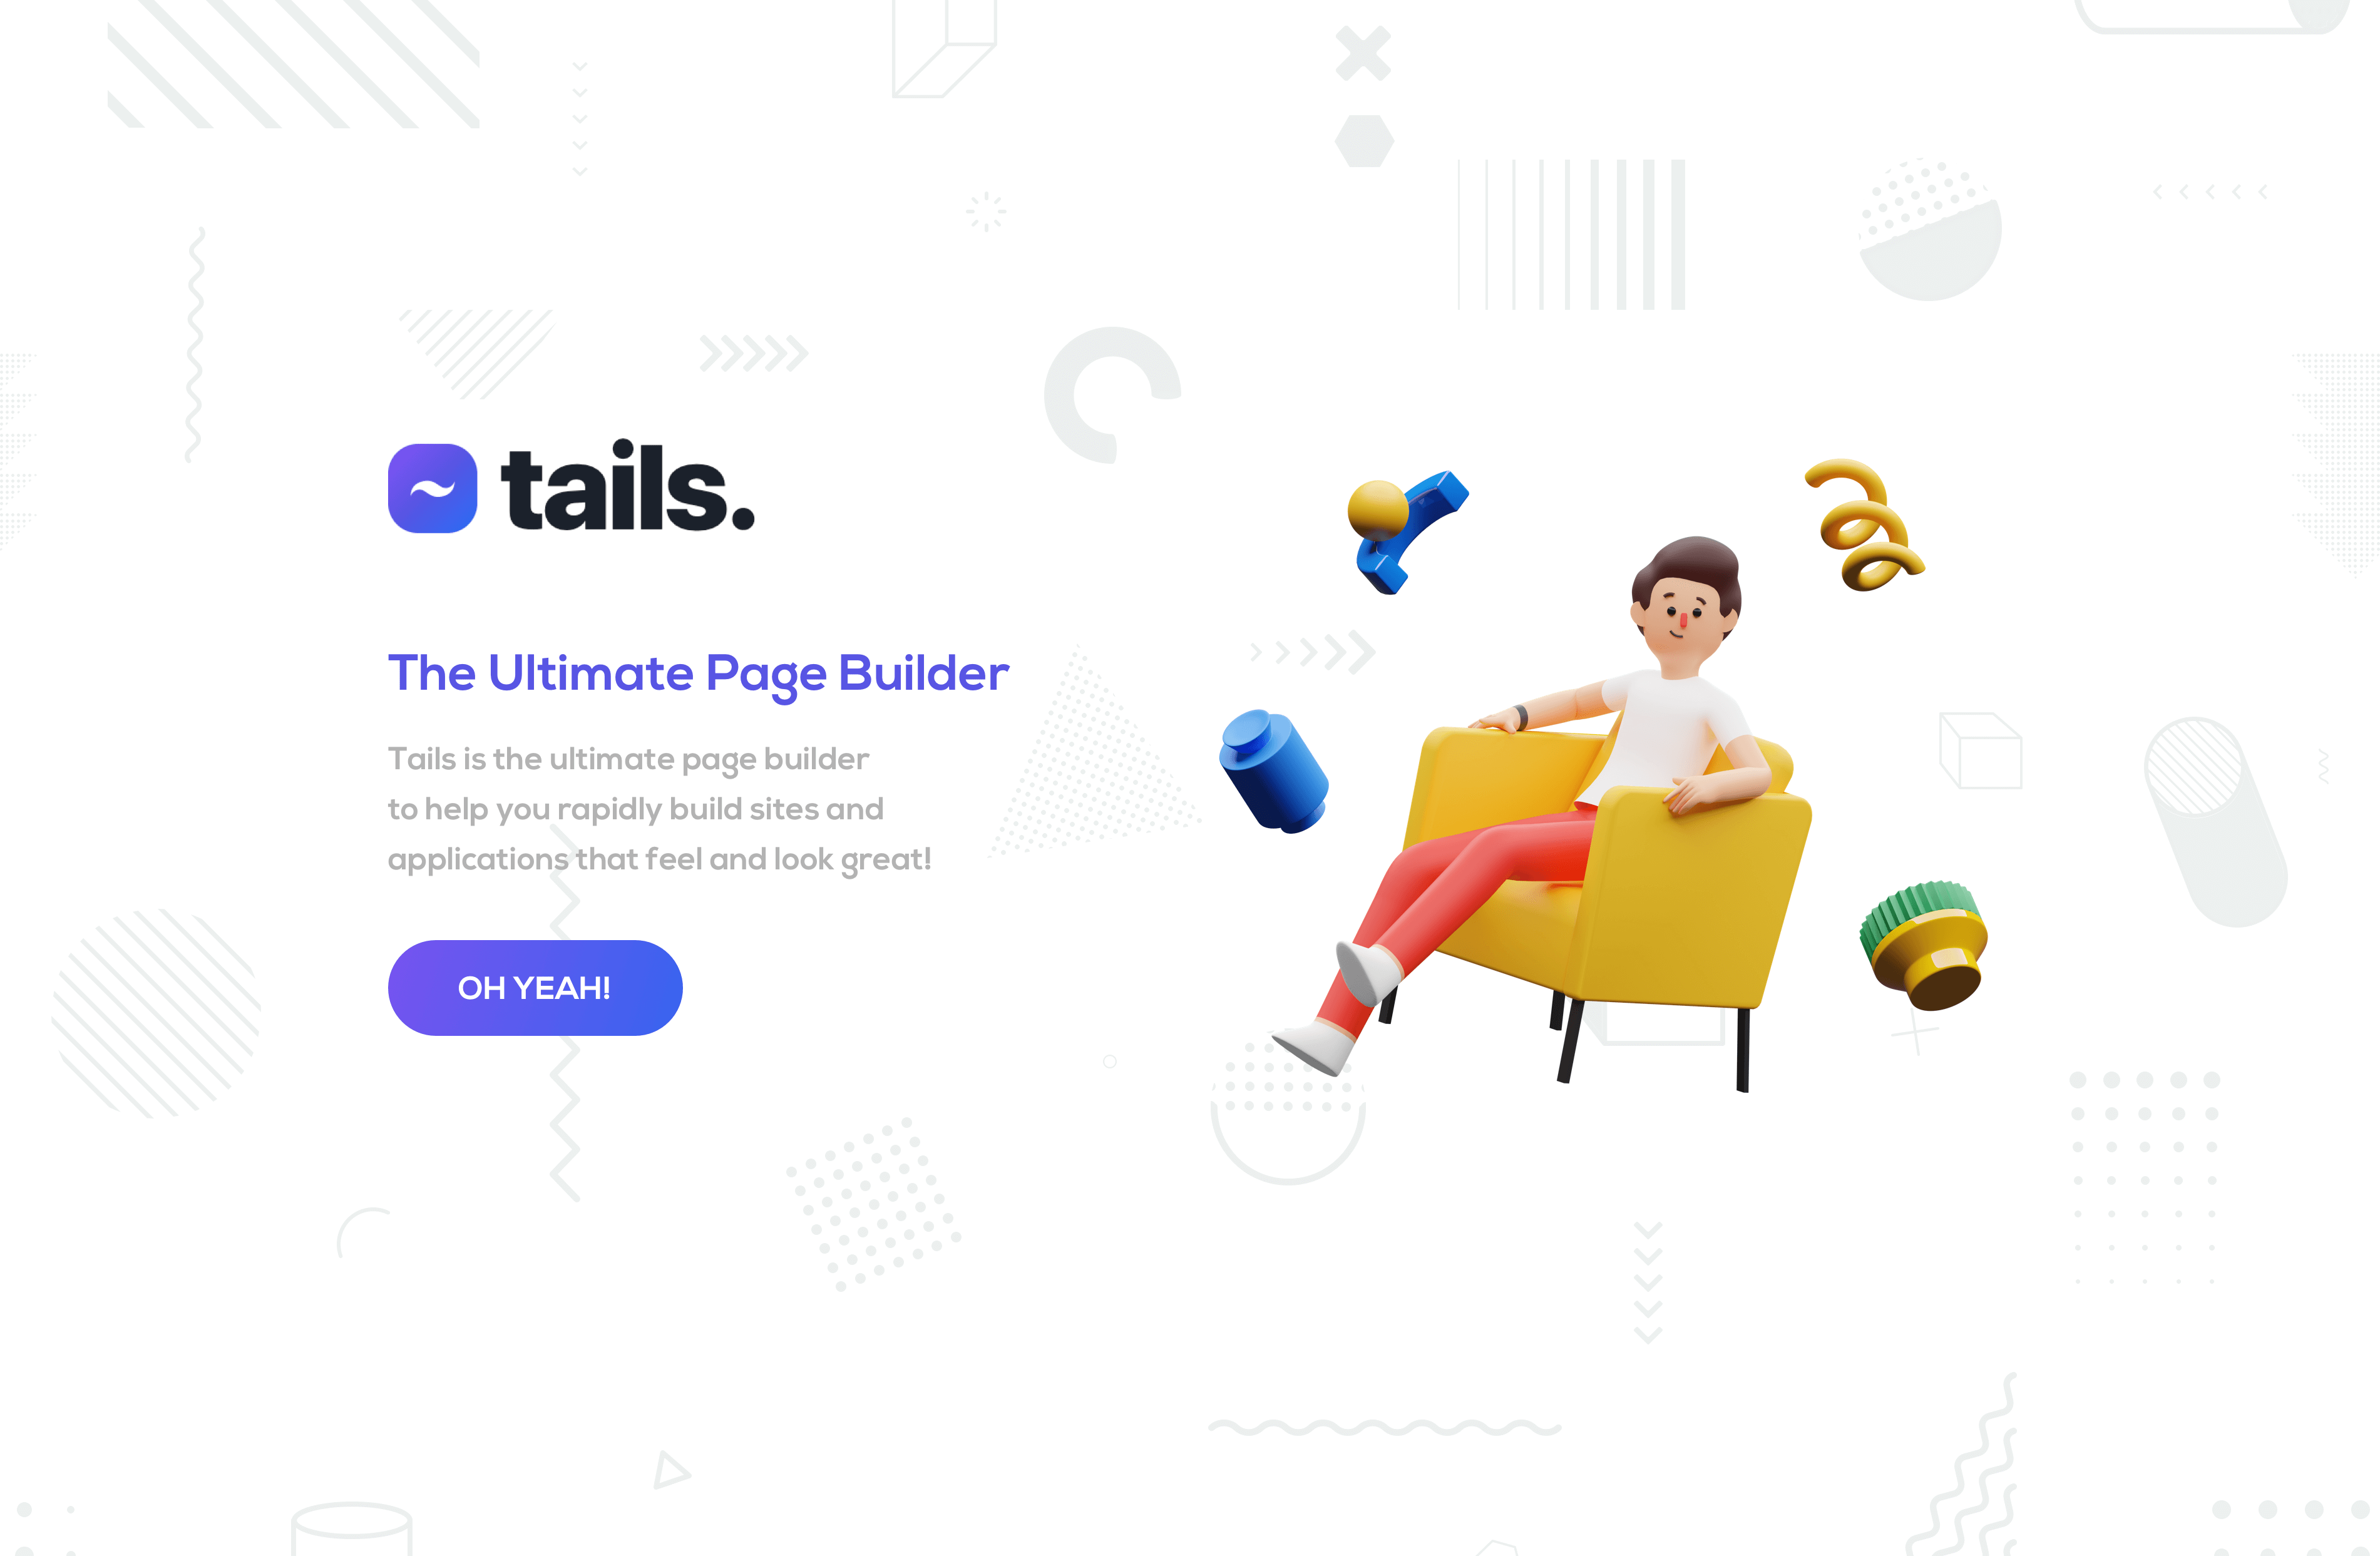 tails.
The Ultimate Page Builder
Tails is the ultimate page builder
to help you rapidly build sites and
applications that feel and look great!
OH YEAH!